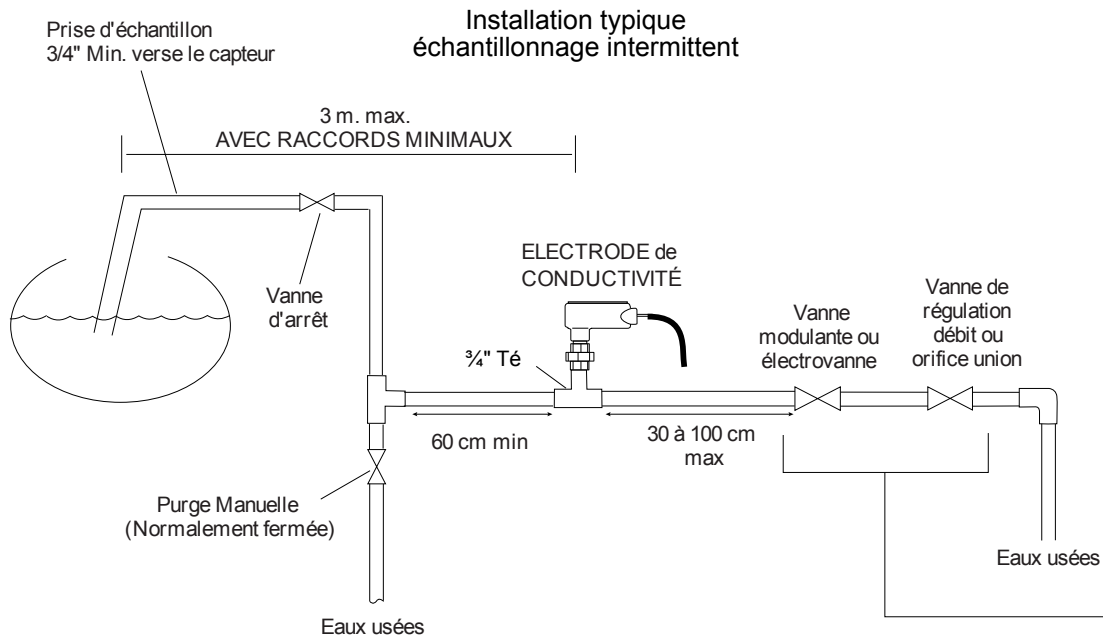 Installation typique
échantillonnage intermittent
Prise d'échantillon
3/4" Min. verse le capteur
3 m. max.
AVEC RACCORDS MINIMAUX
Vanne
d'arrêt
ELECTRODE de
CONDUCTIVITÉ
¾" Té
Vanne
modulante ou
électrovanne
Vanne de
régulation
débit ou
orifice union
60 cm min
30 à 100 cm
max
Purge Manuelle
(Normalement fermée)
Eaux usées
Eaux usées